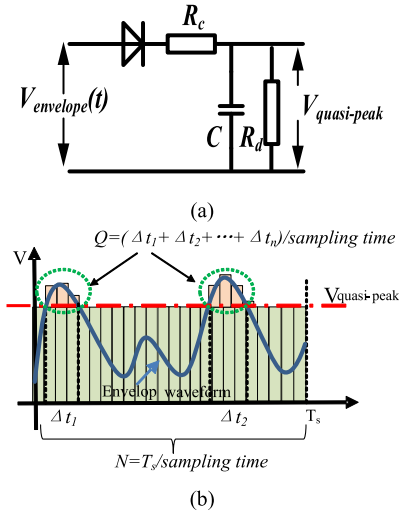 R_c
V_envelope(t)
C
R_d
V_quasi-peak
(a)
Q=(Δt_1+Δt_2+⋯+Δt_n)/sampling time
V
V_quasi-peak
Envelop waveform
Δt_1
Δt_2
T_s
N=T_s/sampling time
(b)